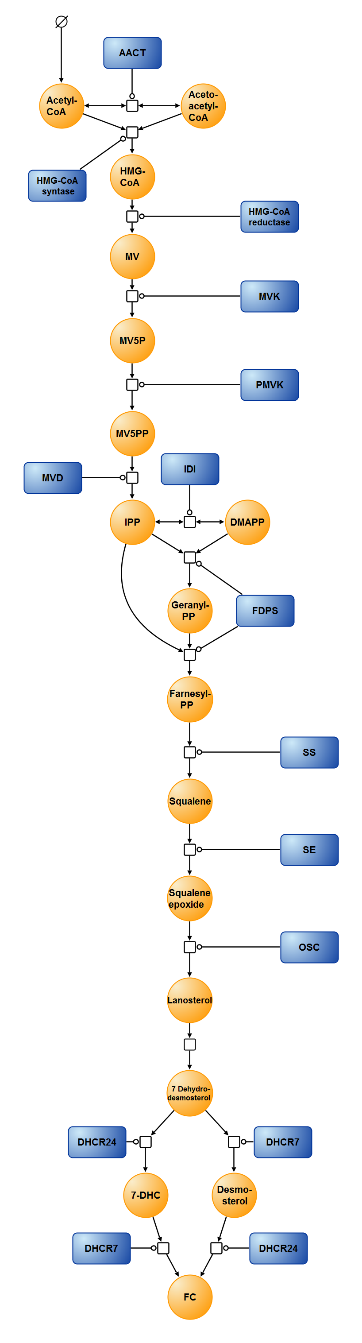 AACT
Acetyl-
CoA
Aceto-
acetyl-
CoA
HMG-CoA
syntase
HMG-
CoA
HMG-CoA
reductase
MV
MVK
MV5P
PMVK
MV5PP
MVD
IDI
IPP
DMAPP
Geranyl-
PP
FDPS
Farnesyl-
PP
SS
Squalene
SE
Squalene
epoxide
OSC
Lanosterol
7 Dehydro-
desmosterol
DHCR24
DHCR7
7-DHC
Desmo-
sterol
DHCR7
DHCR24
FC